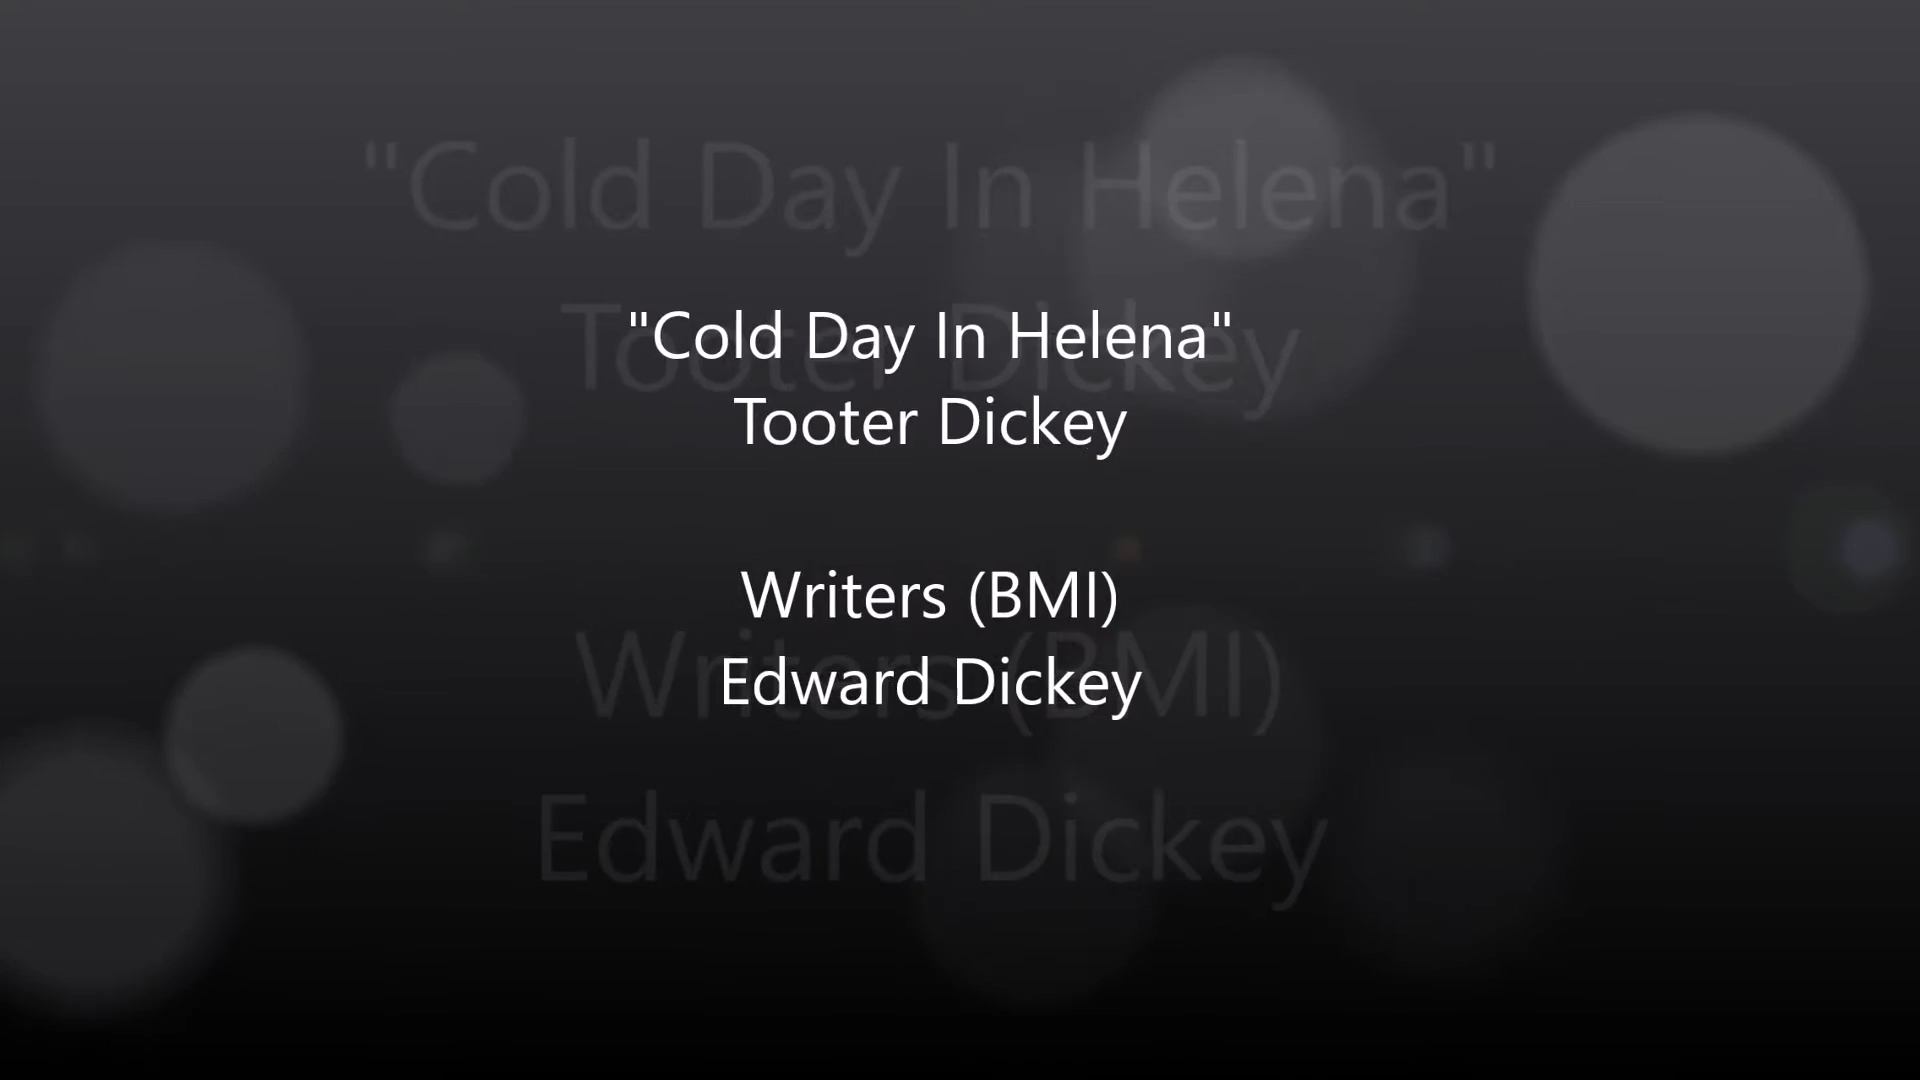 "Cold Day In Helena"
Tooter Dickey
Writers (BMI)
Edward Dickey